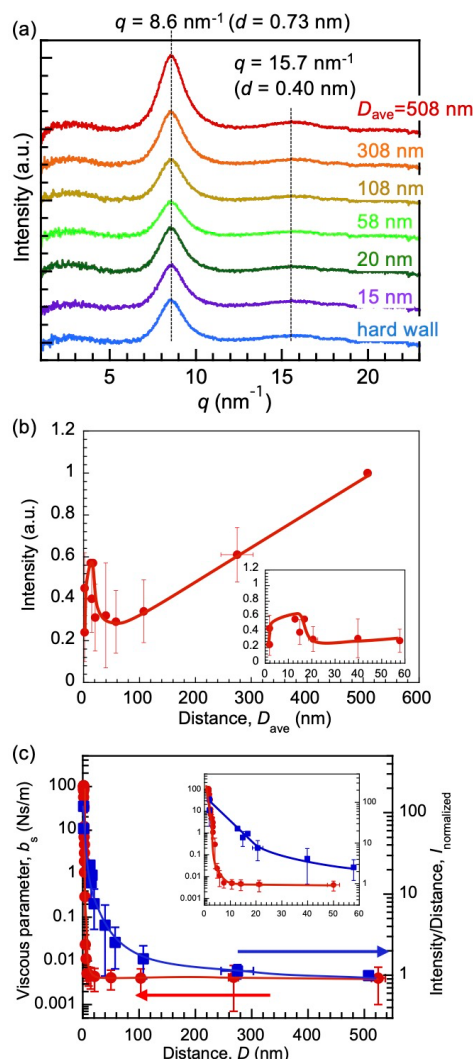 (a)
q = 8.6 nm⁻¹ (d = 0.73 nm)
q = 15.7 nm⁻¹
(d = 0.40 nm)
D_ave=508 nm
308 nm
108 nm
58 nm
20 nm
15 nm
hard wall
Intensity (a.u.)
5 10 15 20
q (nm⁻¹)
(b)
1.2
1
0.8
0.6
0.4
0.2
0
Intensity (a.u.)
0 100 200 300 400 500 600
Distance, D_ave (nm)
1.2
1
0.8
0.6
0.4
0.2
0
0 10 20 30 40 50 60
(c)
100
10
1
0.1
0.01
0.001
Viscous parameter, b_s (Ns/m)
100
10
1
Intensity/Distance, I_normalized
0 100 200 300 400 500
Distance, D (nm)
100
10
1
0.1
0.01
0.001
100
10
1
0 10 20 30 40 50 60